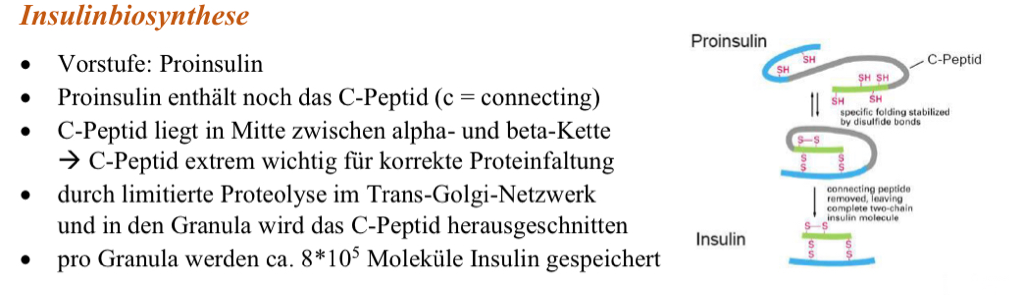 Insulinbiosynthese
• Vorstufe: Proinsulin
• Proinsulin enthält noch das C-Peptid (c = connecting)
• C-Peptid liegt in Mitte zwischen alpha- und beta-Kette
→ C-Peptid extrem wichtig für korrekte Proteinfaltung
• durch limitierte Proteolyse im Trans-Golgi-Netzwerk
und in den Granula wird das C-Peptid herausgeschnitten
• pro Granula werden ca. 8*10⁵ Moleküle Insulin gespeichert
Proinsulin
C-Peptid
SH
SH
SH SH
SH
SH
specific folding stabilized
by disulfide bonds
S–S
S
S
S
S
connecting peptide
removed, leaving
complete two-chain
insulin molecule
Insulin
S–S
S
S
S
S